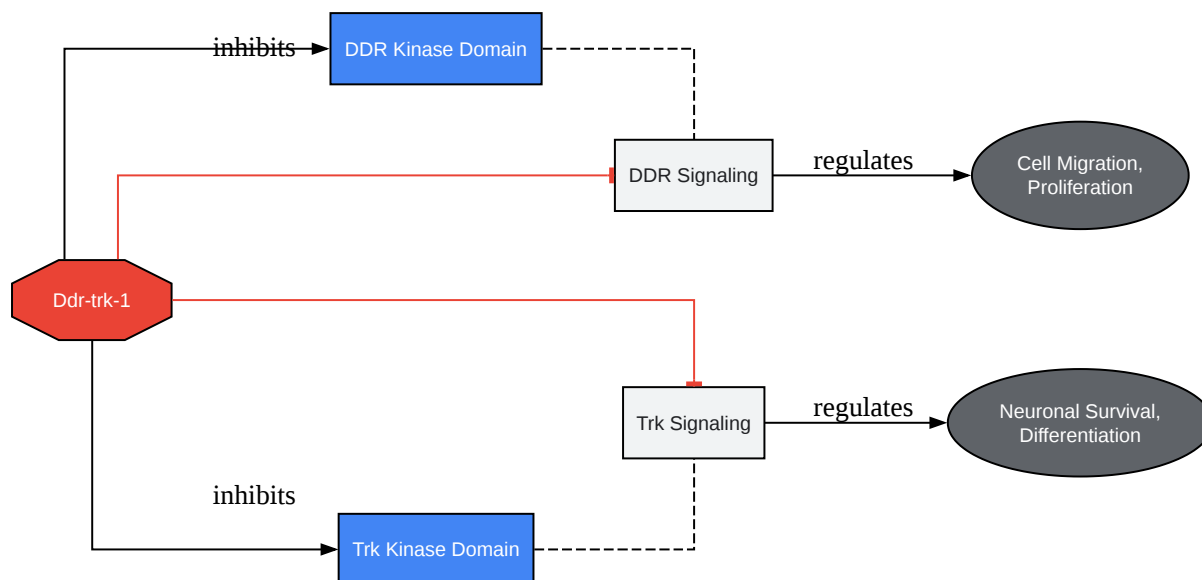 inhibits
DDR Kinase Domain
DDR Signaling
regulates
Cell Migration,
Proliferation
Ddr-trk-1
Trk Signaling
regulates
Neuronal Survival,
Differentiation
inhibits
Trk Kinase Domain